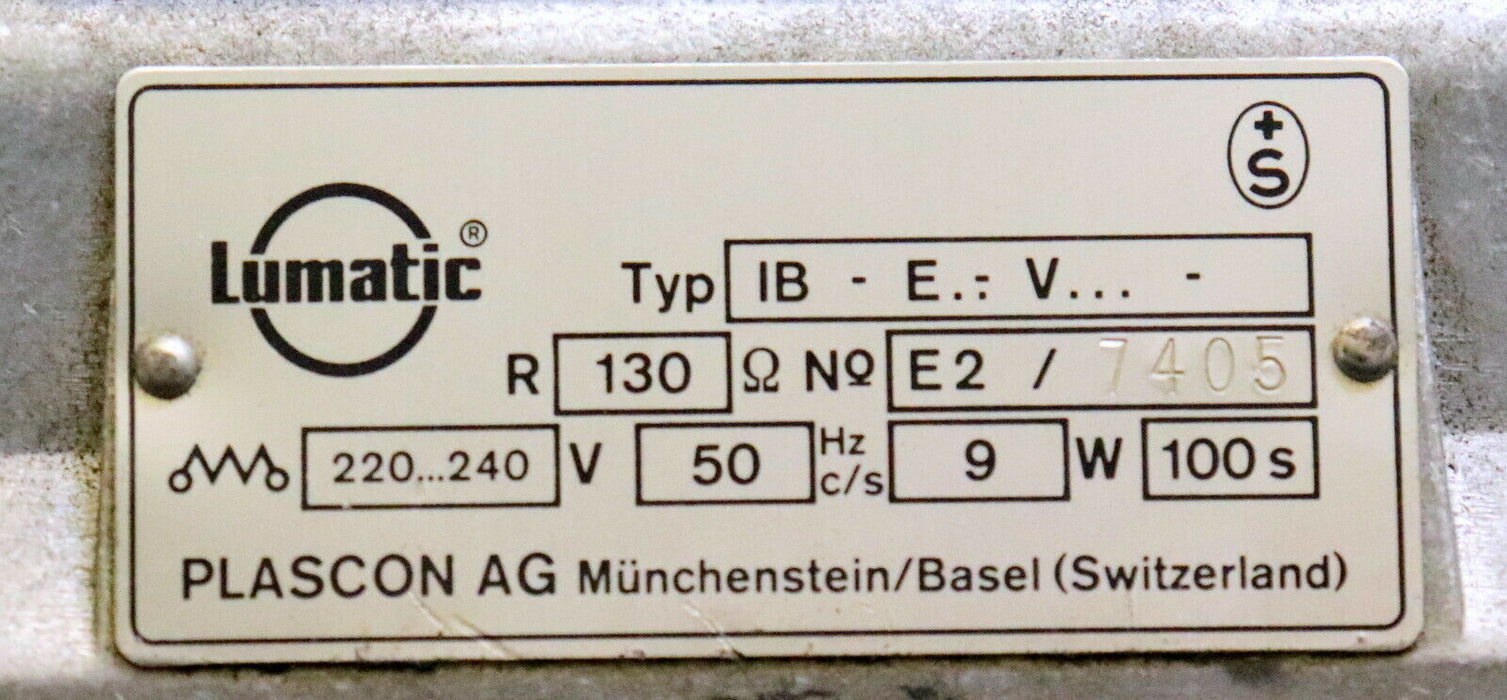 +
S
Lumatic®
Typ IB - E.- V... -
R 130 Ω Nº E2 / 7405
220...240 V 50 Hz c/s 9 W 100 s
PLASCON AG Münchenstein/Basel (Switzerland)